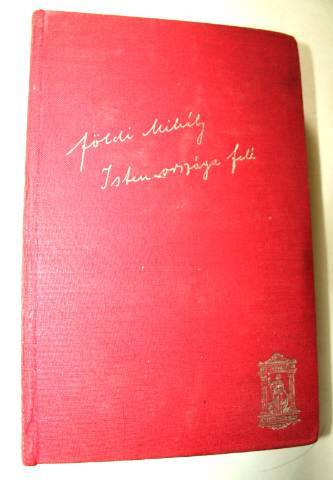 Földi Mihály
Isten országa felé